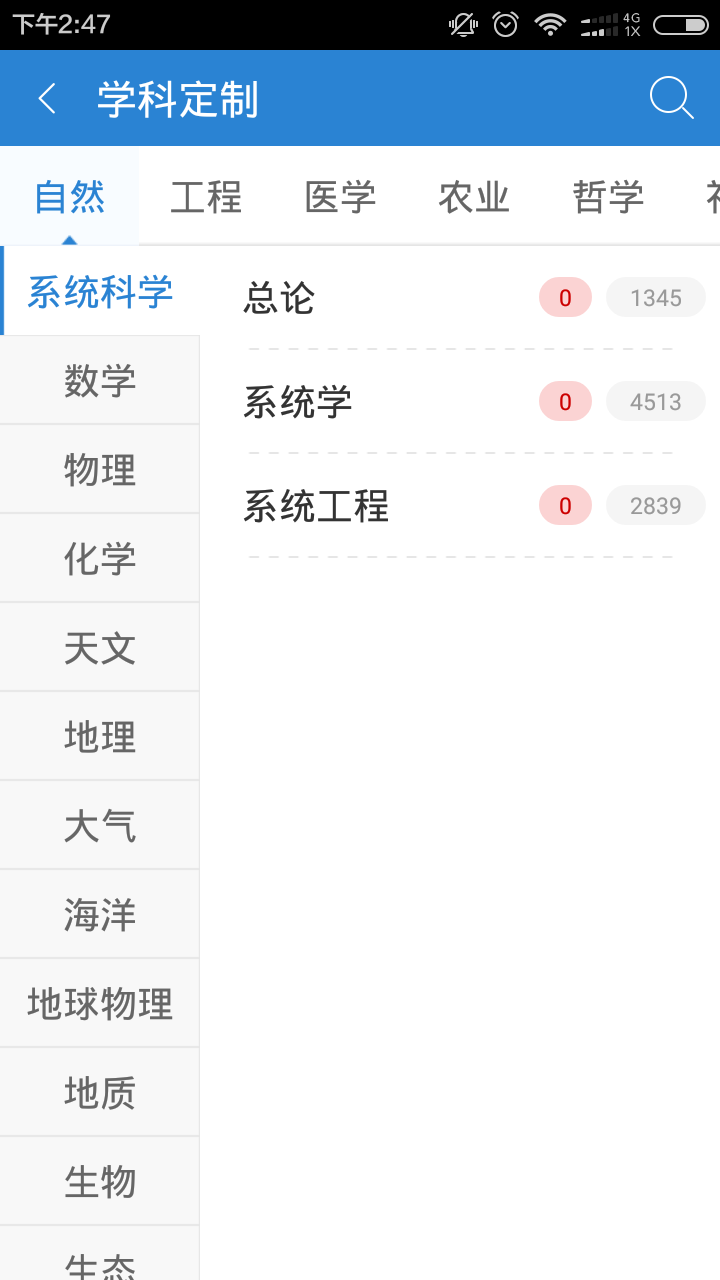 下午2:47
4G
1X
学科定制
自然 工程 医学 农业 哲学
系统科学
总论 0 1345
数学
系统学 0 4513
物理
系统工程 0 2839
化学
天文
地理
大气
海洋
地球物理
地质
生物
生态